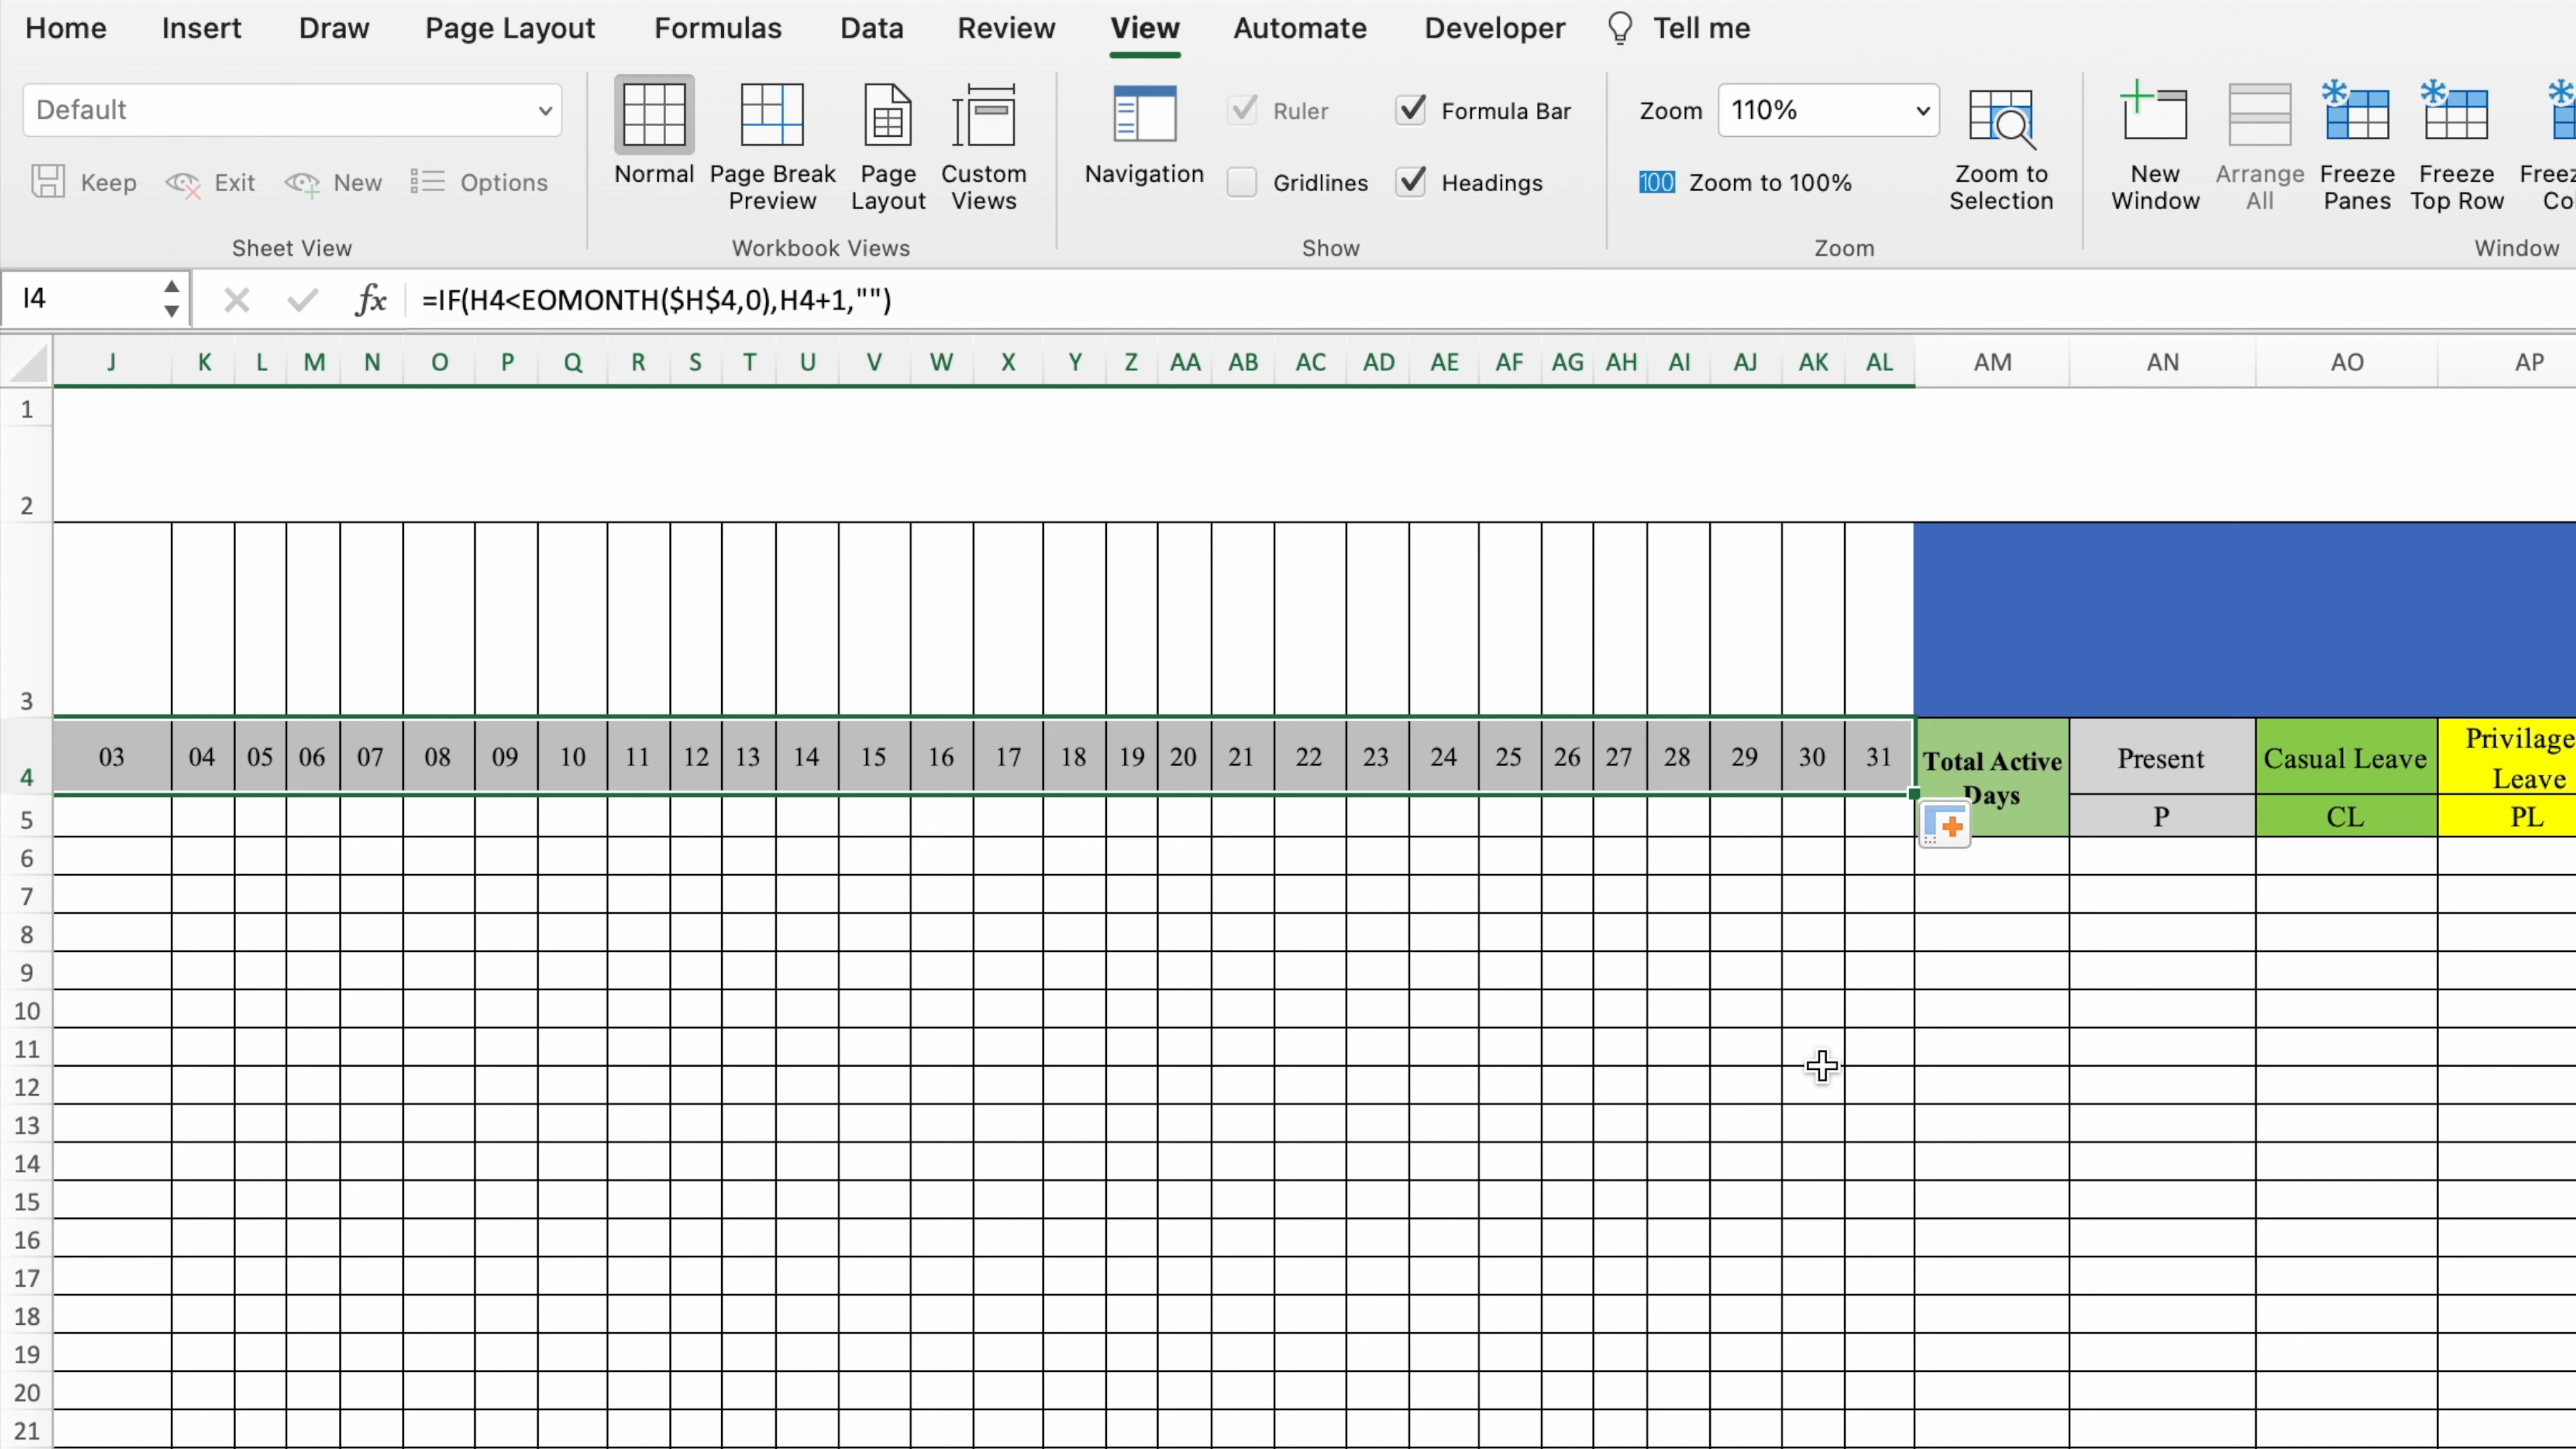 Home Insert Draw Page Layout Formulas Data Review View Automate Developer Tell me
Default
Keep Exit New Options
Sheet View
Normal Page Break Preview Page Layout Custom Views
Workbook Views
Navigation Ruler Formula Bar
Gridlines Headings
Show
Zoom 110%
100 Zoom to 100%
Zoom to Selection
Zoom
New Window Arrange All Freeze Panes Freeze Top Row
Window
I4 fx =IF(H4<EOMONTH($H$4,0),H4+1,"")
J K L M N O P Q R S T U V W X Y Z AA AB AC AD AE AF AG AH AI AJ AK AL AM AN AO AP
1
2
3
4 03 04 05 06 07 08 09 10 11 12 13 14 15 16 17 18 19 20 21 22 23 24 25 26 27 28 29 30 31 Total Active Days Present Casual Leave Privilage Leave
5 P CL PL
6
7
8
9
10
11
12
13
14
15
16
17
18
19
20
21